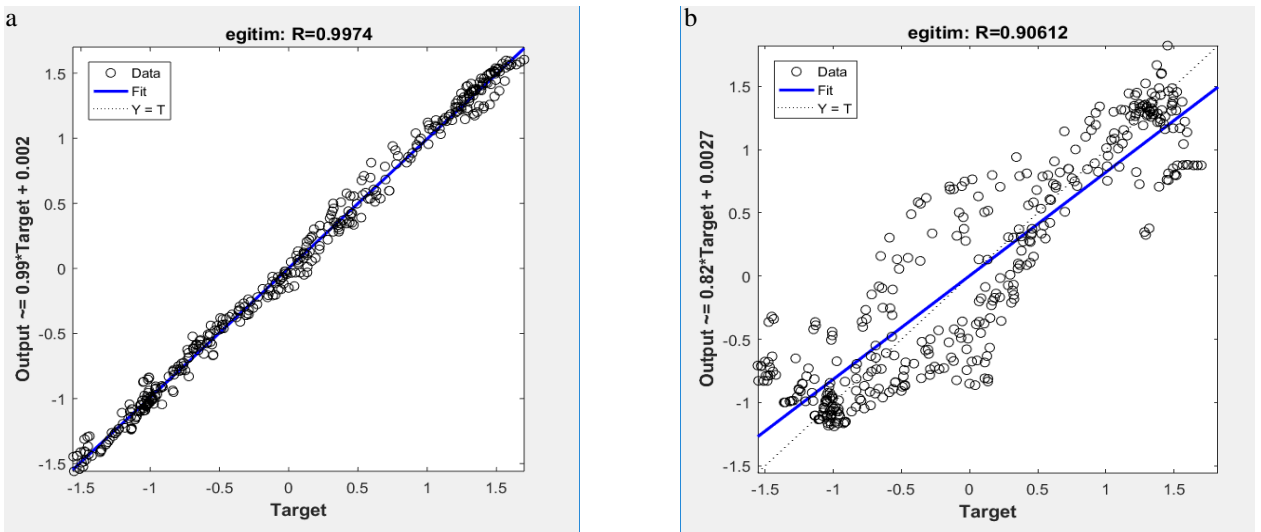 a
egitim: R=0.9974
Data
Fit
Y = T
Output ~= 0.99*Target + 0.002
1.5
1
0.5
0
-0.5
-1
-1.5
-1.5 -1 -0.5 0 0.5 1 1.5
Target
b
egitim: R=0.90612
Data
Fit
Y = T
Output ~= 0.82*Target + 0.0027
1.5
1
0.5
0
-0.5
-1
-1.5
-1.5 -1 -0.5 0 0.5 1 1.5
Target